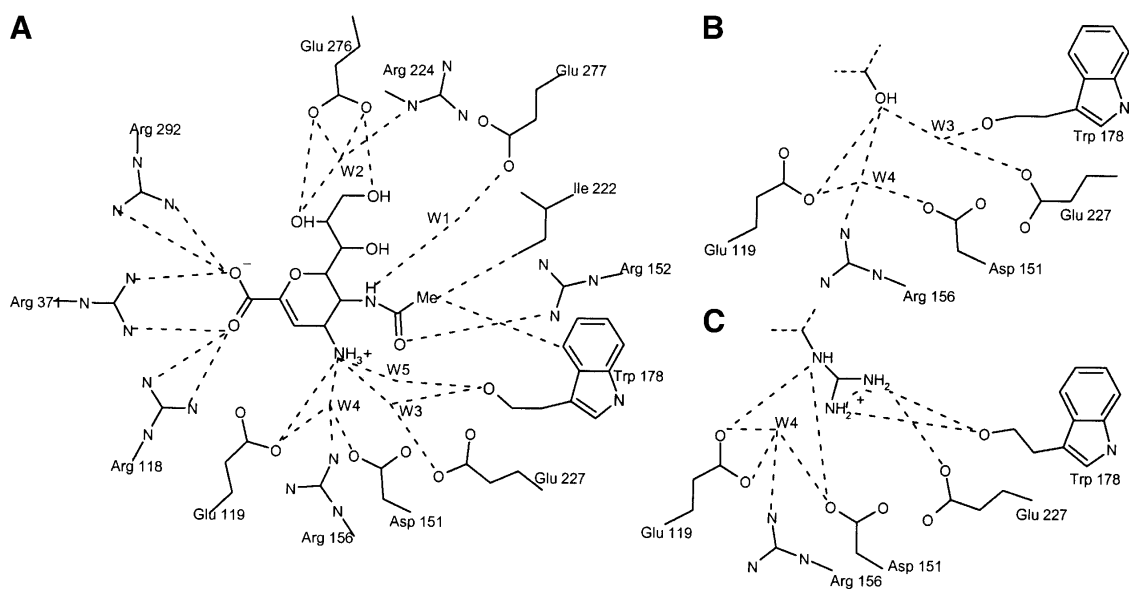 A
Glu 276
Arg 224
N
N
N
Glu 277
O
O
O
O
Arg 292
N
N
N
W2
OH
OH
OH
W1
Ile 222
Arg 152
N
N
N
O⁻
O
O
H
N
Me
O
Arg 371
N
N
N
NH3+
W5
W4
W3
O
Trp 178
N
N
N
N
Arg 118
O
O
Glu 119
N
N
N
Arg 156
O
O
Asp 151
O
O
Glu 227
B
OH
W3
O
N
Trp 178
O
O
W4
O
O
O
O
Glu 227
Glu 119
N
N
N
Asp 151
Arg 156
C
NH
NH2
NH2
+
W4
O
O
O
N
Trp 178
O
O
Glu 227
Glu 119
O
O
N
N
N
Asp 151
Arg 156